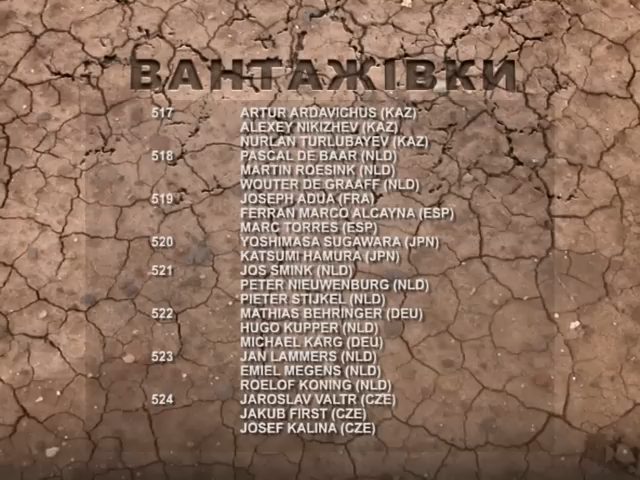 ВАНТАЖІВКИ
517 ARTUR ARDAVICHUS (KAZ)
ALEXEY NIKIZHEV (KAZ)
NURLAN TURLUBAYEV (KAZ)
518 PASCAL DE BAAR (NLD)
MARTIN ROESINK (NLD)
WOUTER DE GRAAFF (NLD)
519 JOSEPH ADUA (FRA)
FERRAN MARCO ALCAYNA (ESP)
MARC TORRES (ESP)
520 YOSHIMASA SUGAWARA (JPN)
KATSUMI HAMURA (JPN)
521 JOS SMINK (NLD)
PETER NIEUWENBURG (NLD)
PIETER STIJKEL (NLD)
522 MATHIAS BEHRINGER (DEU)
HUGO KUPPER (NLD)
MICHAEL KARG (DEU)
523 JAN LAMMERS (NLD)
EMIEL MEGENS (NLD)
ROELOF KONING (NLD)
524 JAROSLAV VALTR (CZE)
JAKUB FIRST (CZE)
JOSEF KALINA (CZE)